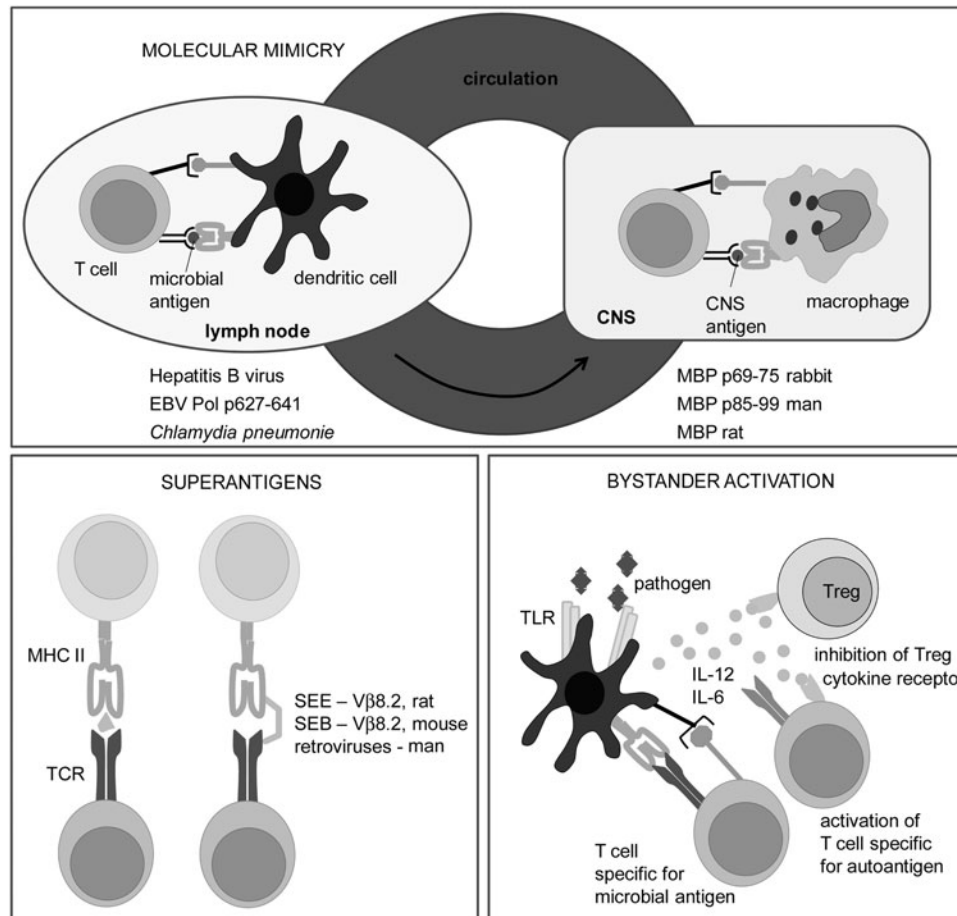 MOLECULAR MIMICRY
circulation
T cell
microbial
antigen
dendritic cell
lymph node
CNS
CNS
antigen
macrophage
Hepatitis B virus
EBV Pol p627-641
Chlamydia pneumonie
MBP p69-75 rabbit
MBP p85-99 man
MBP rat
SUPERANTIGENS
MHC II
TCR
SEE – Vβ8.2, rat
SEB – Vβ8.2, mouse
retroviruses - man
BYSTANDER ACTIVATION
pathogen
TLR
Treg
IL-12
IL-6
inhibition of Treg
cytokine recepto
activation of
T cell specific
for autoantigen
T cell
specific for
microbial antigen